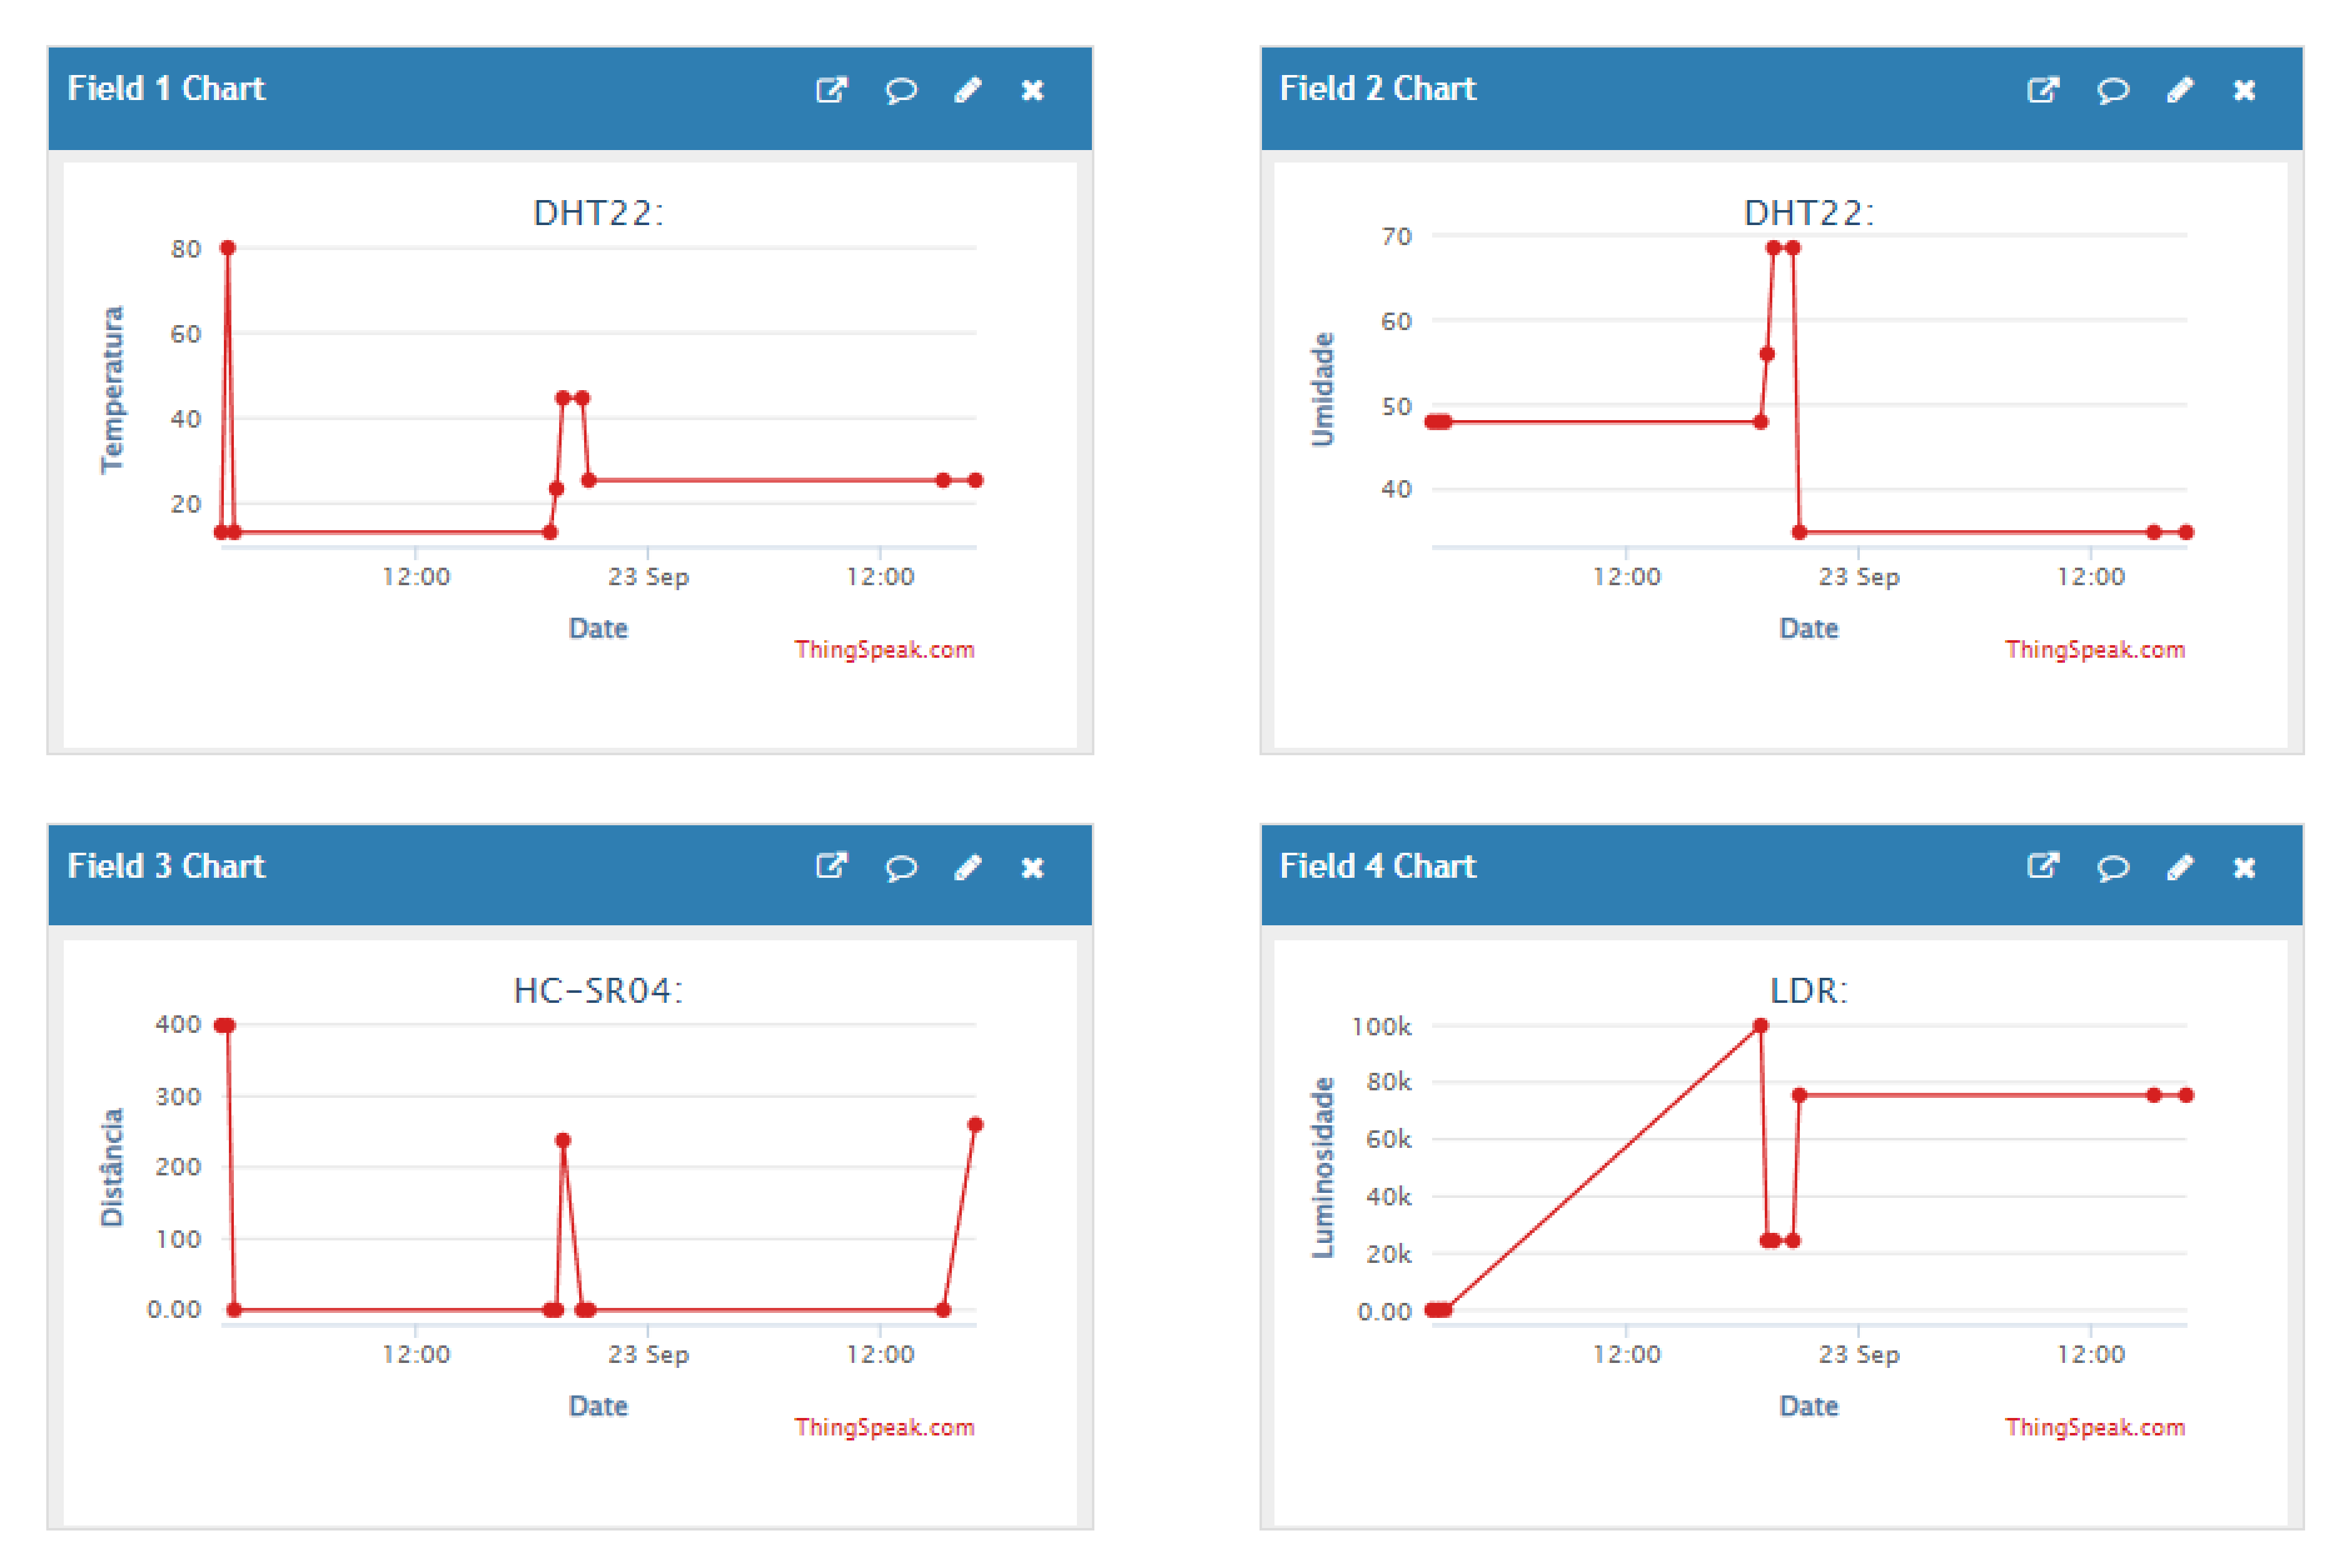 Field 1 Chart
DHT22:
80
60
40
20
Temperatura
12:00
23 Sep
12:00
Date
ThingSpeak.com
Field 2 Chart
DHT22:
70
60
50
40
Umidade
12:00
23 Sep
12:00
Date
ThingSpeak.com
Field 3 Chart
HC-SR04:
400
300
200
100
0.00
Distância
12:00
23 Sep
12:00
Date
ThingSpeak.com
Field 4 Chart
LDR:
100k
80k
60k
40k
20k
0.00
Luminosidade
12:00
23 Sep
12:00
Date
ThingSpeak.com